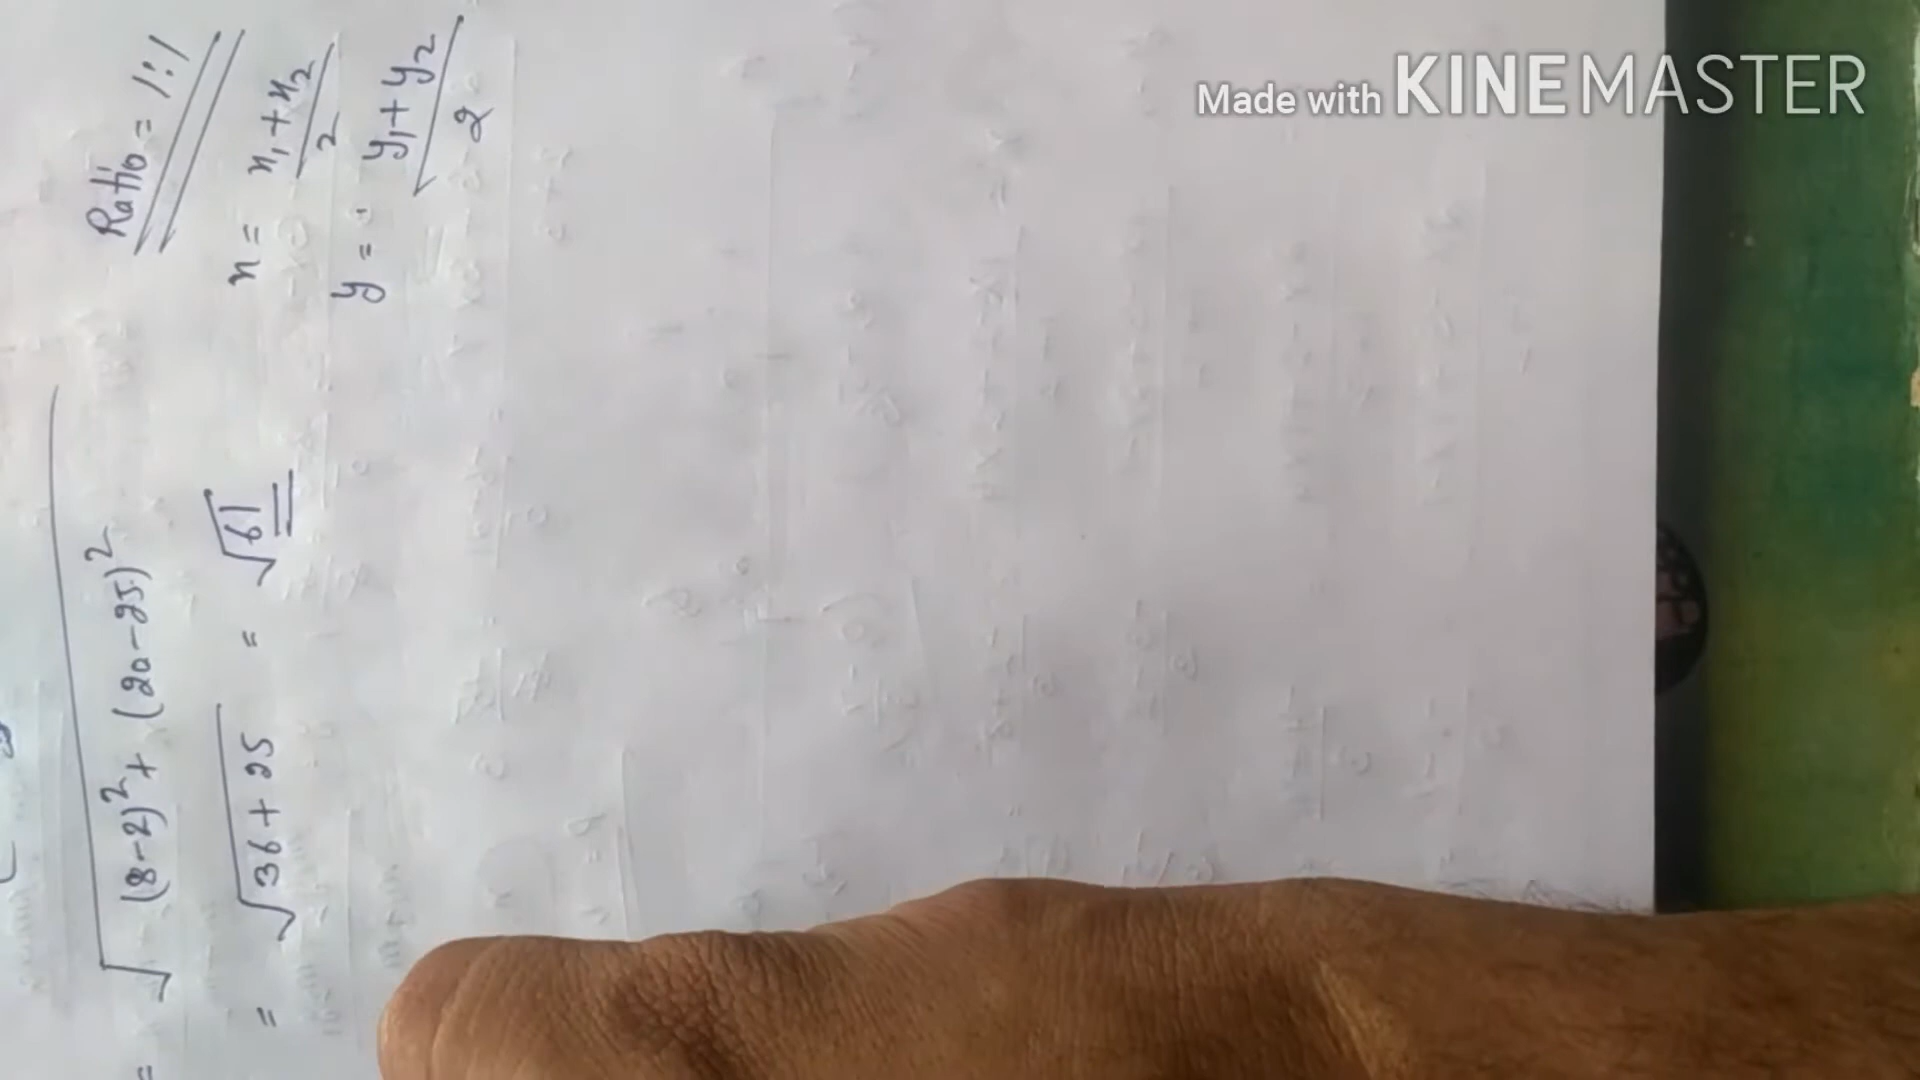 = √(8-2)² + (20-25)²
= √36+25 = √61
Ratio = 1:1
x = x₁+x₂/2
y = y₁+y₂/2
Made with KINEMASTER